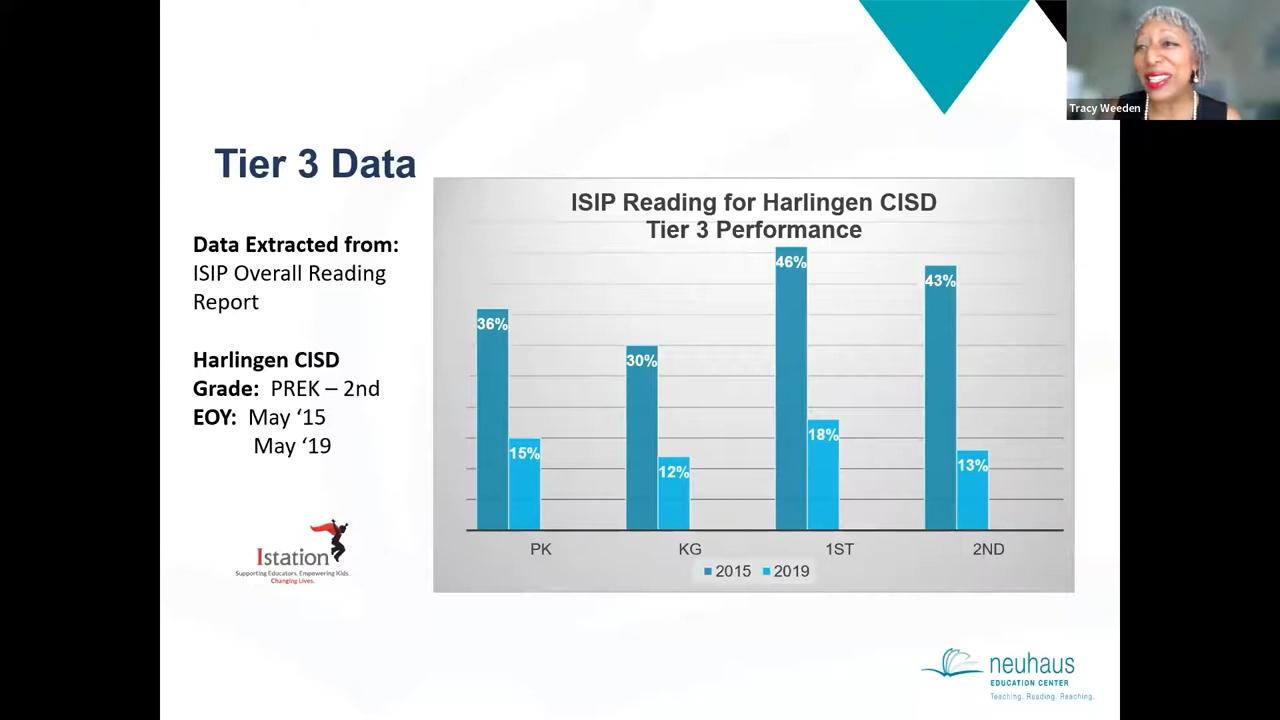 Tracy Weeden
Tier 3 Data
Data Extracted from:
ISIP Overall Reading
Report
Harlingen CISD
Grade: PREK – 2nd
EOY: May ‘15
May ‘19
Istation
Supporting Educators. Empowering Kids.
Changing Lives.
ISIP Reading for Harlingen CISD
Tier 3 Performance
36%
15%
30%
12%
46%
18%
43%
13%
PK KG 1ST 2ND
2015 2019
neuhaus
EDUCATION CENTER
Teaching. Reading. Reaching.